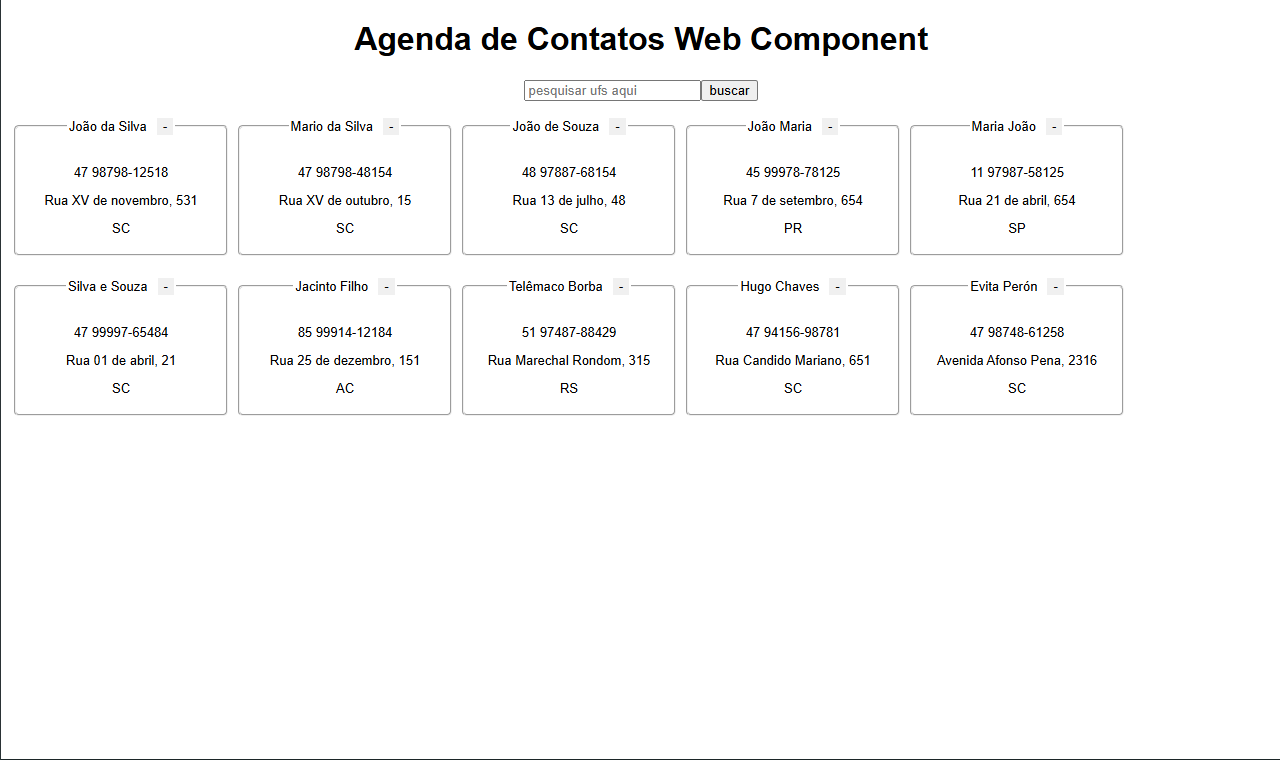 Agenda de Contatos Web Component
pesquisar ufs aqui buscar
João da Silva - Mario da Silva - João de Souza - João Maria - Maria João -
47 98798-12518 47 98798-48154 48 97887-68154 45 99978-78125 11 97987-58125
Rua XV de novembro, 531 Rua XV de outubro, 15 Rua 13 de julho, 48 Rua 7 de setembro, 654 Rua 21 de abril, 654
SC SC SC PR SP
Silva e Souza - Jacinto Filho - Telêmaco Borba - Hugo Chaves - Evita Perón -
47 99997-65484 85 99914-12184 51 97487-88429 47 94156-98781 47 98748-61258
Rua 01 de abril, 21 Rua 25 de dezembro, 151 Rua Marechal Rondom, 315 Rua Candido Mariano, 651 Avenida Afonso Pena, 2316
SC AC RS SC SC